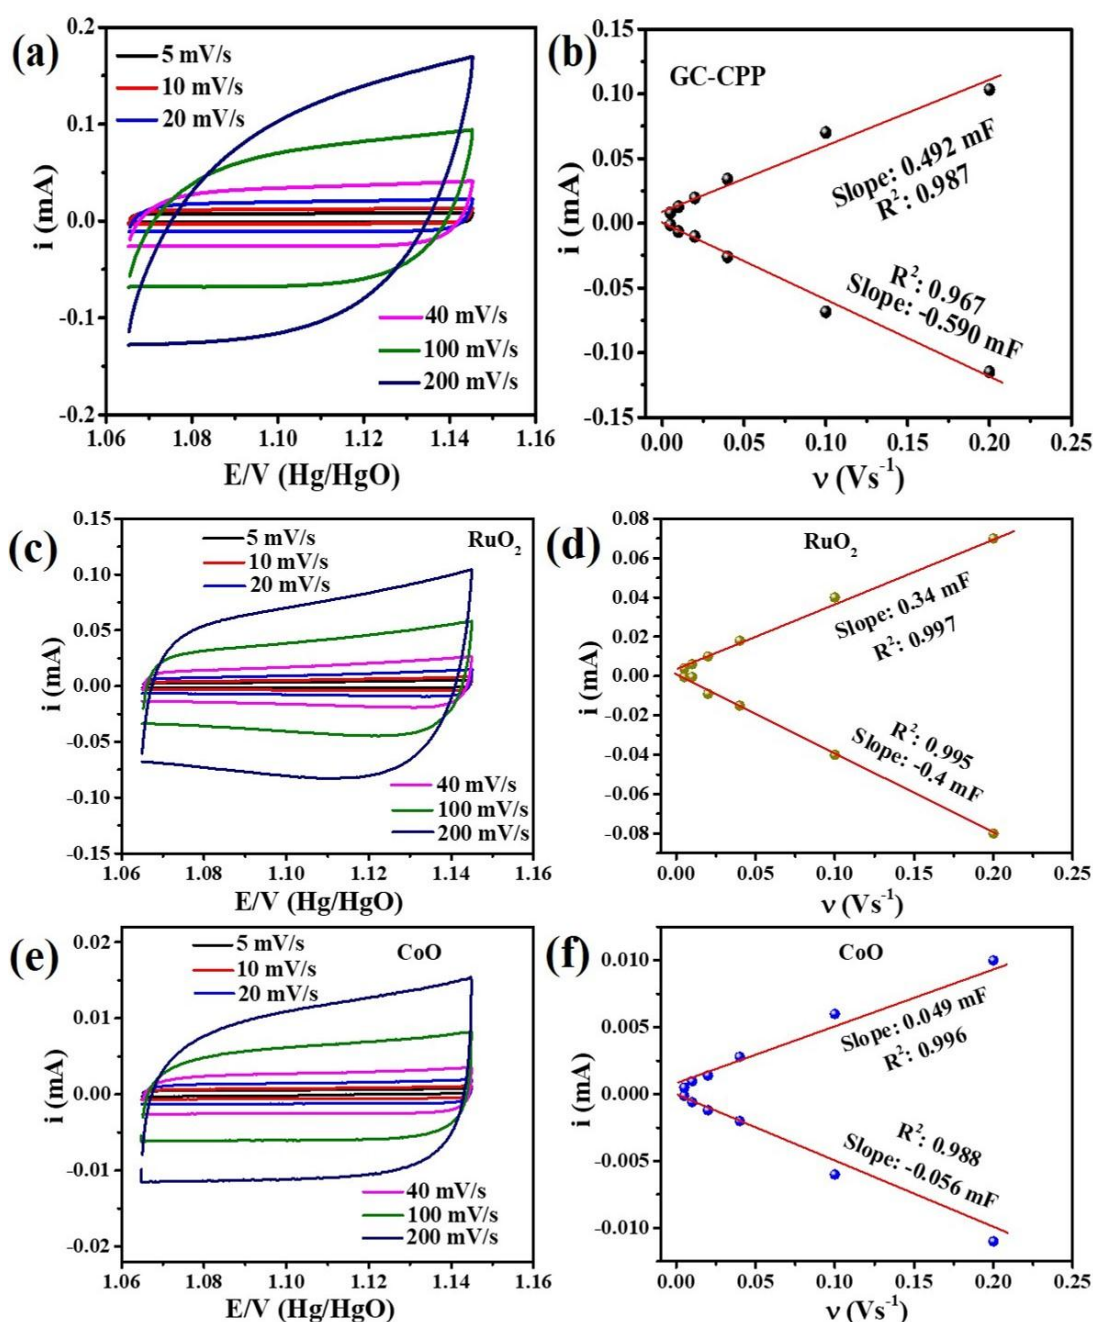 (a)
0.2
0.1
0.0
-0.1
-0.2
i (mA)
5 mV/s
10 mV/s
20 mV/s
40 mV/s
100 mV/s
200 mV/s
1.06 1.08 1.10 1.12 1.14 1.16
E/V (Hg/HgO)
(b)
0.15
0.10
0.05
0.00
-0.05
-0.10
-0.15
i (mA)
GC-CPP
Slope: 0.492 mF
R²: 0.987
R²: 0.967
Slope: -0.590 mF
0.00 0.05 0.10 0.15 0.20 0.25
ν (Vs⁻¹)
(c)
0.15
0.10
0.05
0.00
-0.05
-0.10
-0.15
i (mA)
5 mV/s
10 mV/s
20 mV/s
RuO₂
40 mV/s
100 mV/s
200 mV/s
1.06 1.08 1.10 1.12 1.14 1.16
E/V (Hg/HgO)
(d)
0.08
0.06
0.04
0.02
0.00
-0.02
-0.04
-0.06
-0.08
i (mA)
RuO₂
Slope: 0.34 mF
R²: 0.997
R²: 0.995
Slope: -0.4 mF
0.00 0.05 0.10 0.15 0.20 0.25
ν (Vs⁻¹)
(e)
0.02
0.01
0.00
-0.01
-0.02
i (mA)
5 mV/s
10 mV/s
20 mV/s
CoO
40 mV/s
100 mV/s
200 mV/s
1.06 1.08 1.10 1.12 1.14 1.16
E/V (Hg/HgO)
(f)
0.010
0.005
0.000
-0.005
-0.010
i (mA)
CoO
Slope: 0.049 mF
R²: 0.996
R²: 0.988
Slope: -0.056 mF
0.00 0.05 0.10 0.15 0.20 0.25
ν (Vs⁻¹)